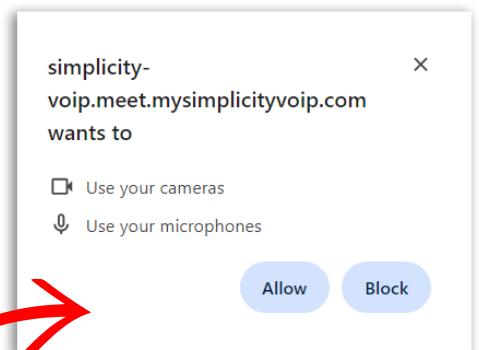 simplicity-
voip.meet.mysimplicityvoip.com
wants to
Use your cameras
Use your microphones
Allow Block